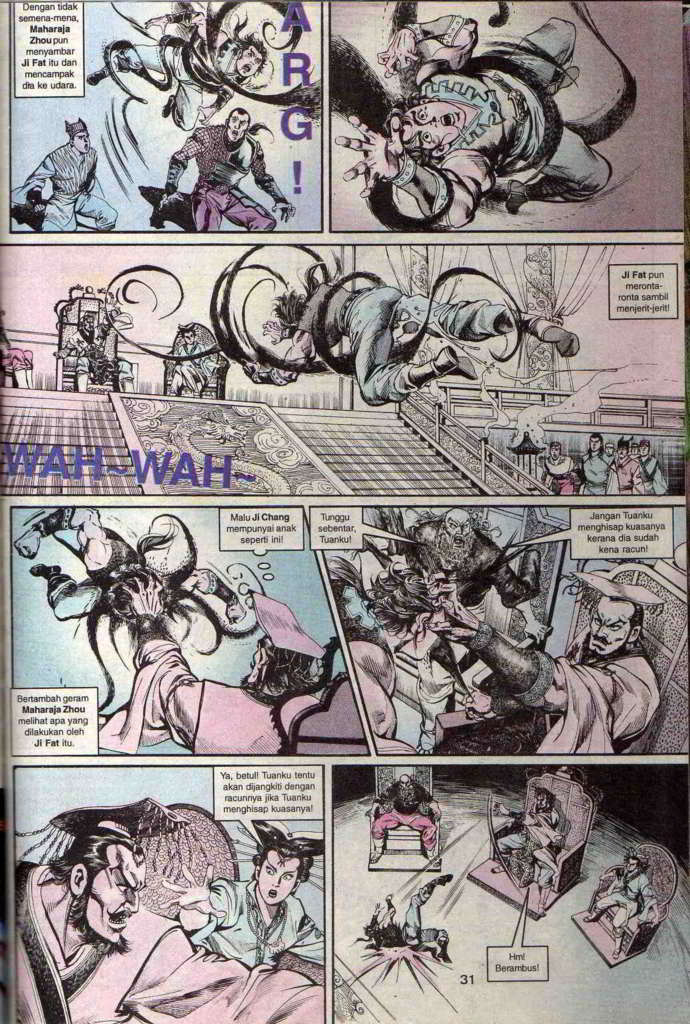 Dengan tidak
semena-mena,
Maharaja
Zhou pun
menyambar
Ji Fat itu dan
mencampak
dia ke udara.
ARG!
Ji Fat pun
meronta-
ronta sambil
menjerit-jerit!
WAH~WAH~
Malu Ji Chang
mempunyai anak
seperti ini!
Bertambah geram
Maharaja Zhou
melihat apa yang
dilakukan oleh
Ji Fat itu.
Tunggu
sebentar,
Tuanku!
Jangan Tuanku
menghisap kuasanya
kerana dia sudah
kena racun!
Ya, betul! Tuanku tentu
akan dijangkiti dengan
racunnya jika Tuanku
menghisap kuasanya!
Hm!
Berambus!
31